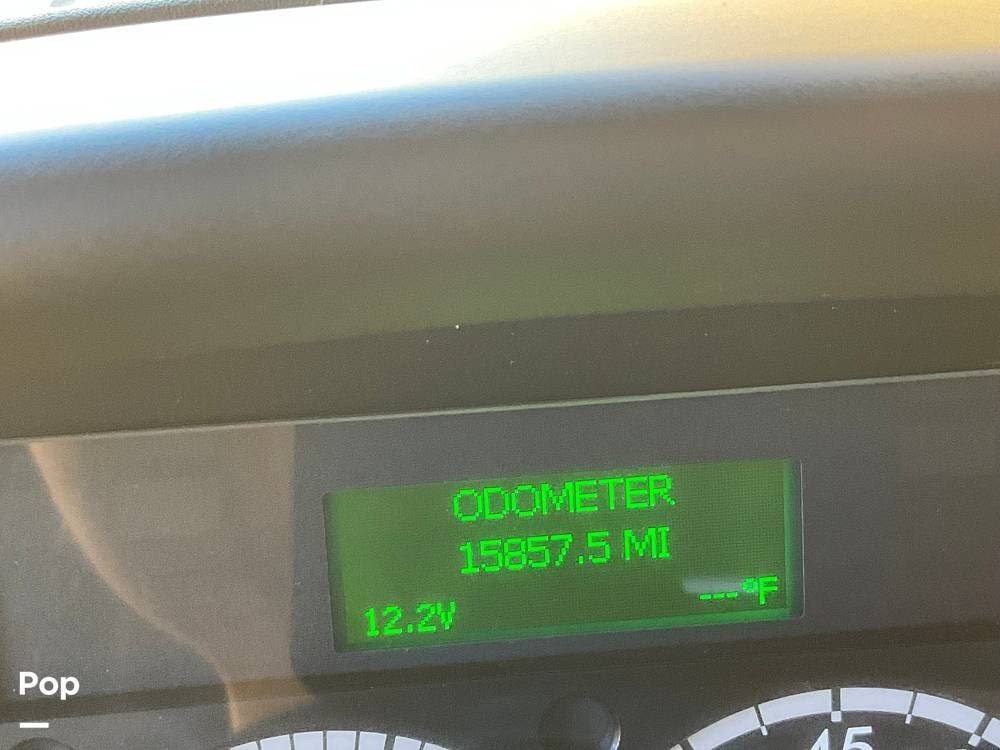 ODOMETER
15857.5 MI
---°F
12.2V
Pop
45